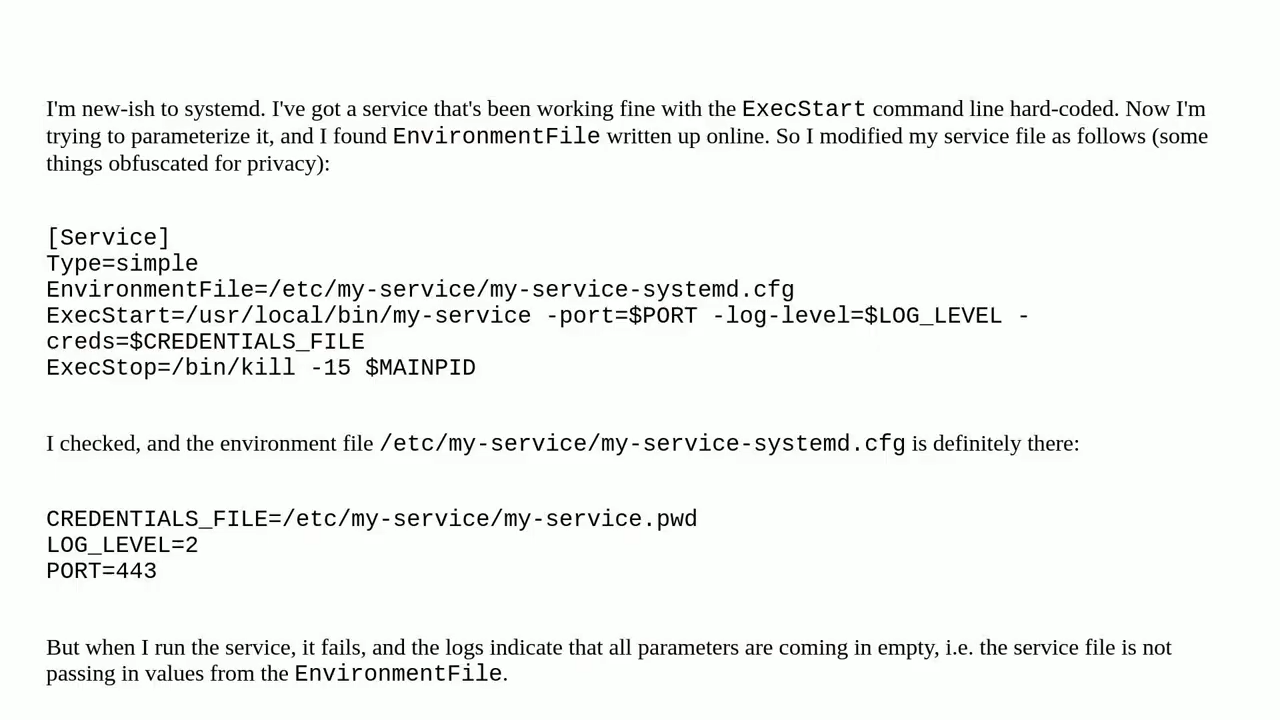 I'm new-ish to systemd. I've got a service that's been working fine with the ExecStart command line hard-coded. Now I'm
trying to parameterize it, and I found EnvironmentFile written up online. So I modified my service file as follows (some
things obfuscated for privacy):
[Service]
Type=simple
EnvironmentFile=/etc/my-service/my-service-systemd.cfg
ExecStart=/usr/local/bin/my-service -port=$PORT -log-level=$LOG_LEVEL -
creds=$CREDENTIALS_FILE
ExecStop=/bin/kill -15 $MAINPID
I checked, and the environment file /etc/my-service/my-service-systemd.cfg is definitely there:
CREDENTIALS_FILE=/etc/my-service/my-service.pwd
LOG_LEVEL=2
PORT=443
But when I run the service, it fails, and the logs indicate that all parameters are coming in empty, i.e. the service file is not
passing in values from the EnvironmentFile.